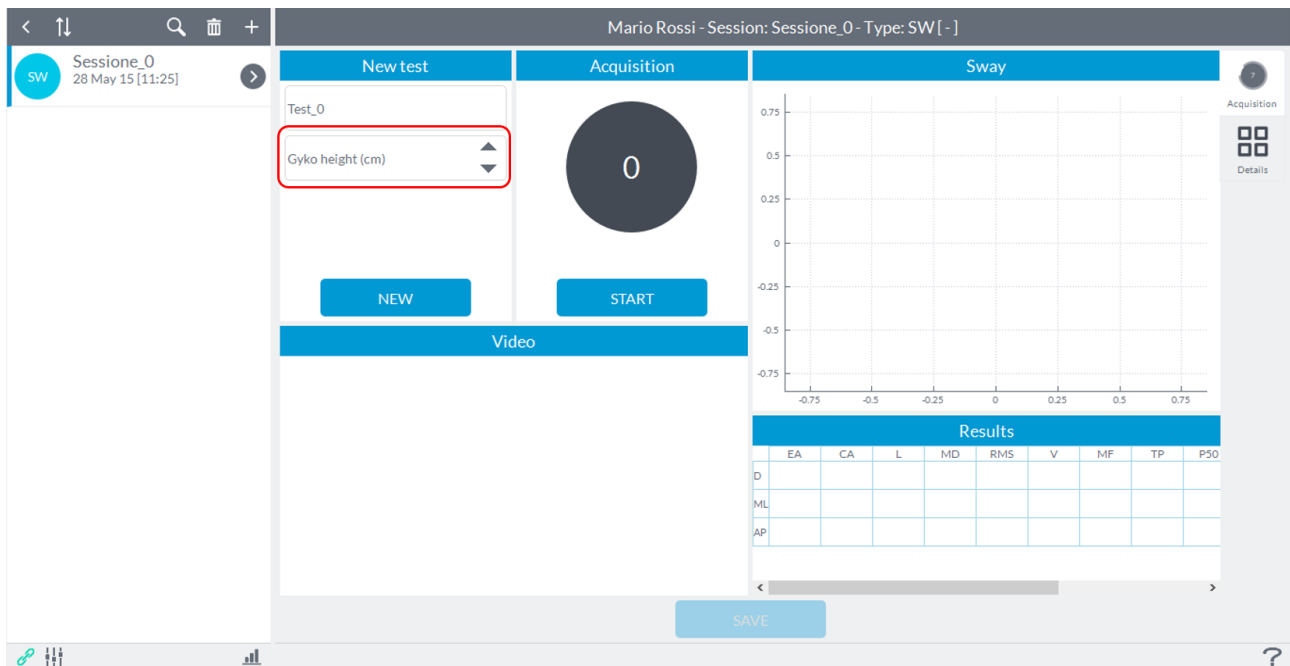 Mario Rossi - Session: Sessione_0 - Type: SW [ - ]
SW
Sessione_0
28 May 15 [11:25]
New test
Test_0
Gyko height (cm)
NEW
Acquisition
0
START
Video
Sway
0.75
0.5
0.25
0
-0.25
-0.5
-0.75
-0.75 -0.5 -0.25 0 0.25 0.5 0.75
Results
EA CA L MD RMS V MF TP P50
D
ML
AP
SAVE
7
Acquisition
Details
?